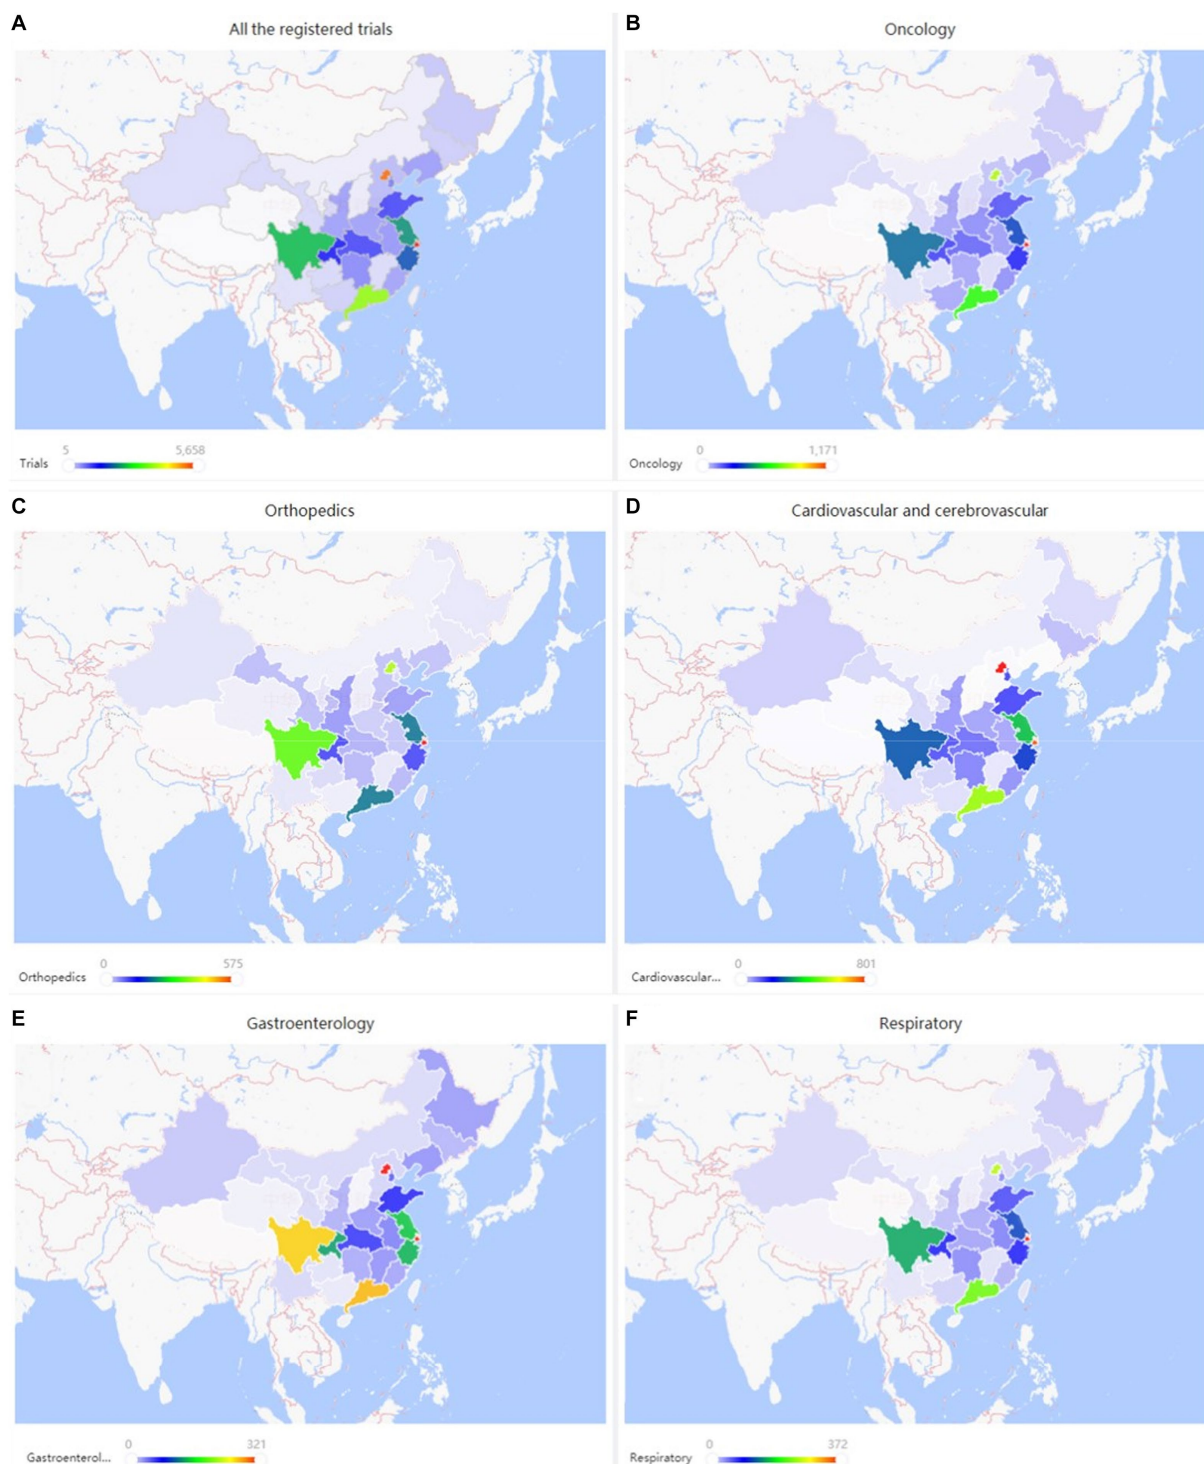 A
All the registered trials
5 5,658
Trials
B
Oncology
0 1,171
Oncology
C
Orthopedics
0 575
Orthopedics
D
Cardiovascular and cerebrovascular
0 801
Cardiovascular...
E
Gastroenterology
0 321
Gastroenterol...
F
Respiratory
0 372
Respiratory